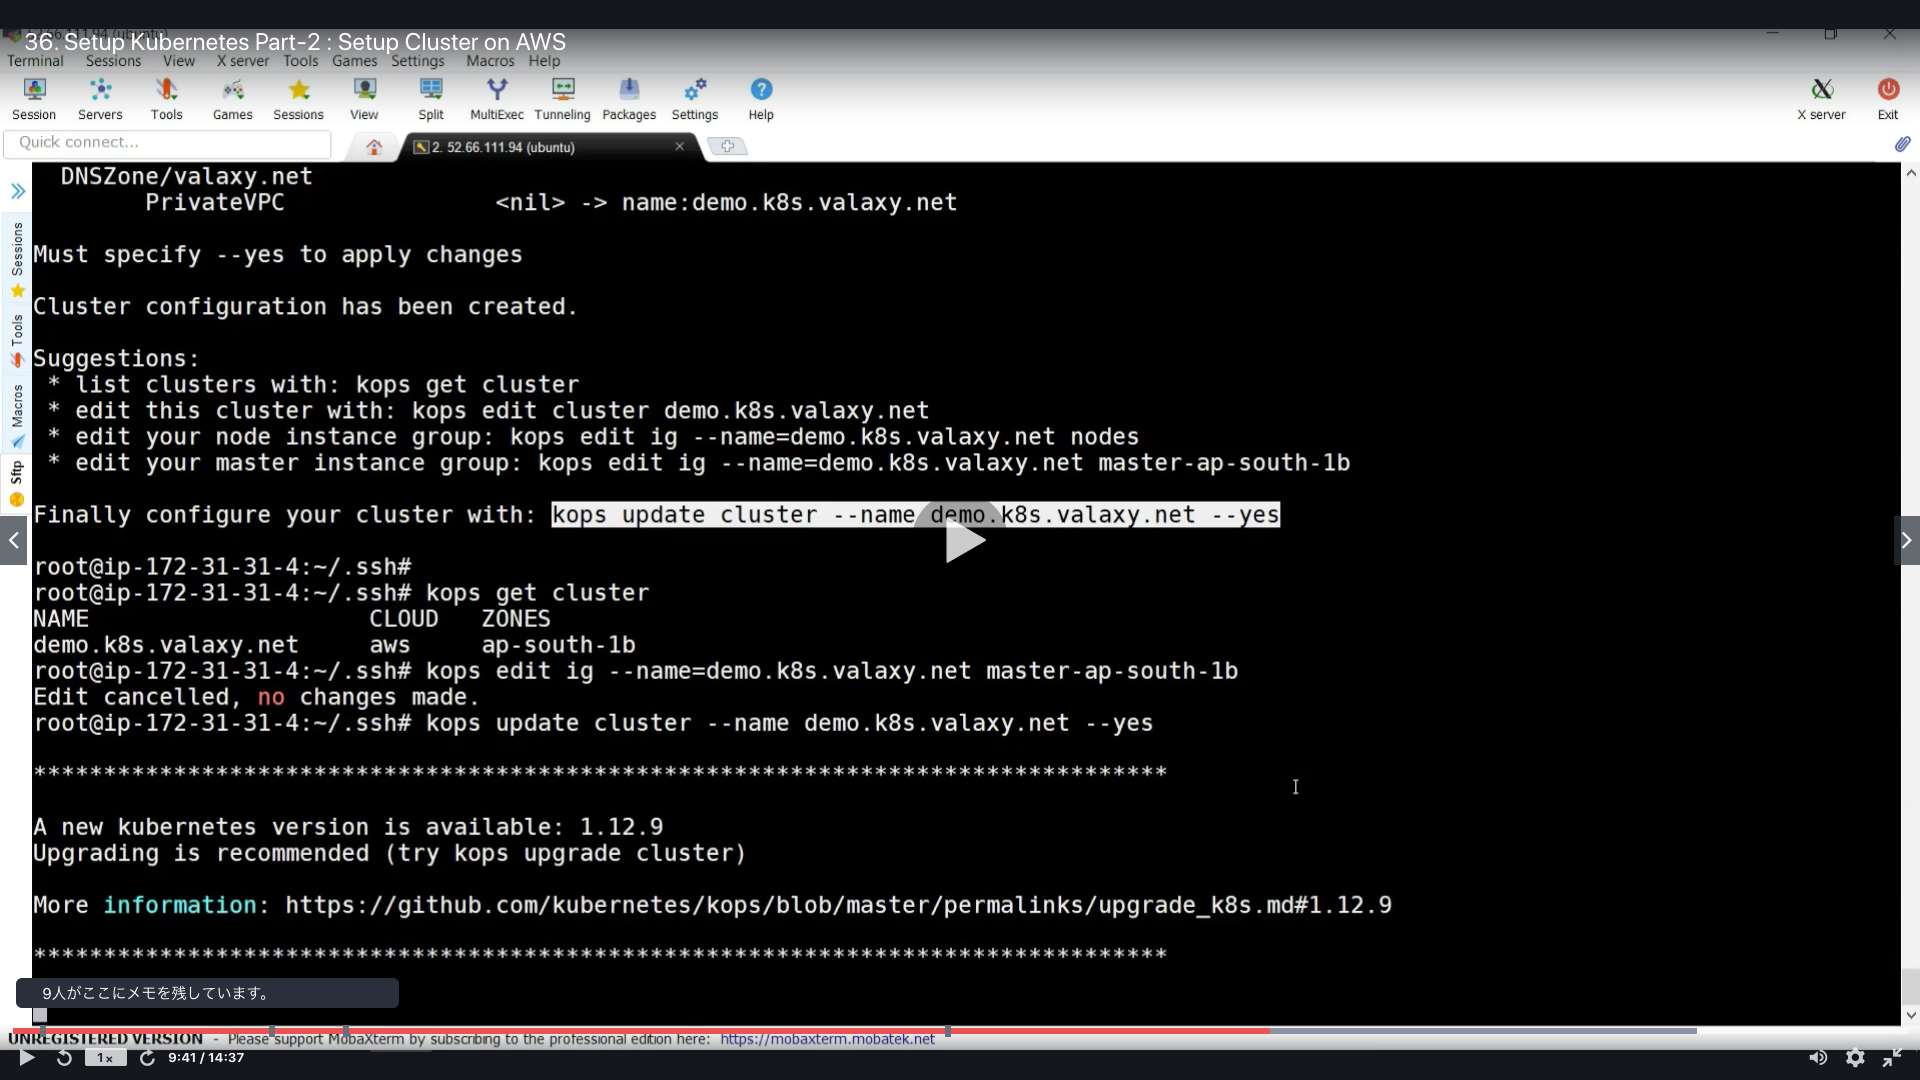 36. Setup Kubernetes Part-2 : Setup Cluster on AWS
Terminal Sessions View X server Tools Games Settings Macros Help
Session Servers Tools Games Sessions View Split MultiExec Tunneling Packages Settings Help X server Exit
Quick connect...
2. 52.66.111.94 (ubuntu)
Sessions
Tools
Macros
Sftp
DNSZone/valaxy.net
PrivateVPC <nil> -> name:demo.k8s.valaxy.net
Must specify --yes to apply changes
Cluster configuration has been created.
Suggestions:
* list clusters with: kops get cluster
* edit this cluster with: kops edit cluster demo.k8s.valaxy.net
* edit your node instance group: kops edit ig --name=demo.k8s.valaxy.net nodes
* edit your master instance group: kops edit ig --name=demo.k8s.valaxy.net master-ap-south-1b
Finally configure your cluster with: kops update cluster --name demo.k8s.valaxy.net --yes
root@ip-172-31-31-4:~/.ssh#
root@ip-172-31-31-4:~/.ssh# kops get cluster
NAME CLOUD ZONES
demo.k8s.valaxy.net aws ap-south-1b
root@ip-172-31-31-4:~/.ssh# kops edit ig --name=demo.k8s.valaxy.net master-ap-south-1b
Edit cancelled, no changes made.
root@ip-172-31-31-4:~/.ssh# kops update cluster --name demo.k8s.valaxy.net --yes
*********************************************************************************
A new kubernetes version is available: 1.12.9
Upgrading is recommended (try kops upgrade cluster)
More information: https://github.com/kubernetes/kops/blob/master/permalinks/upgrade_k8s.md#1.12.9
*********************************************************************************
9人がここにメモを残しています。
UNREGISTERED VERSION - Please support MobaXterm by subscribing to the professional edition here: https://mobaxterm.mobatek.net
1x 9:41 / 14:37